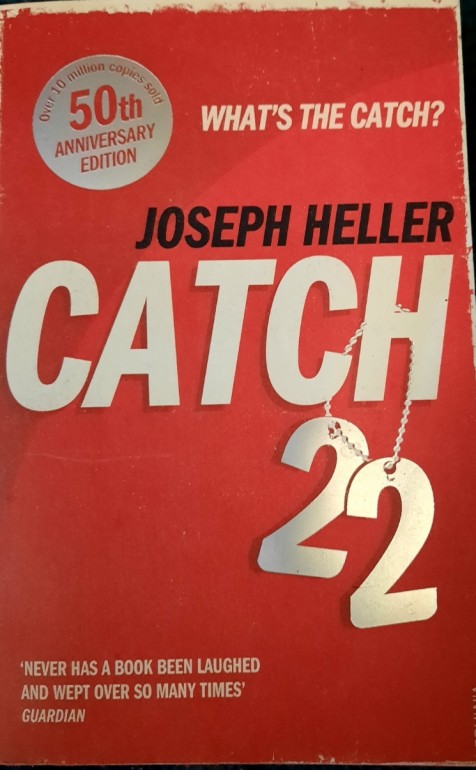 Over 10 million copies sold
50th
ANNIVERSARY
EDITION
WHAT'S THE CATCH?
JOSEPH HELLER
CATCH
22
'NEVER HAS A BOOK BEEN LAUGHED
AND WEPT OVER SO MANY TIMES'
GUARDIAN